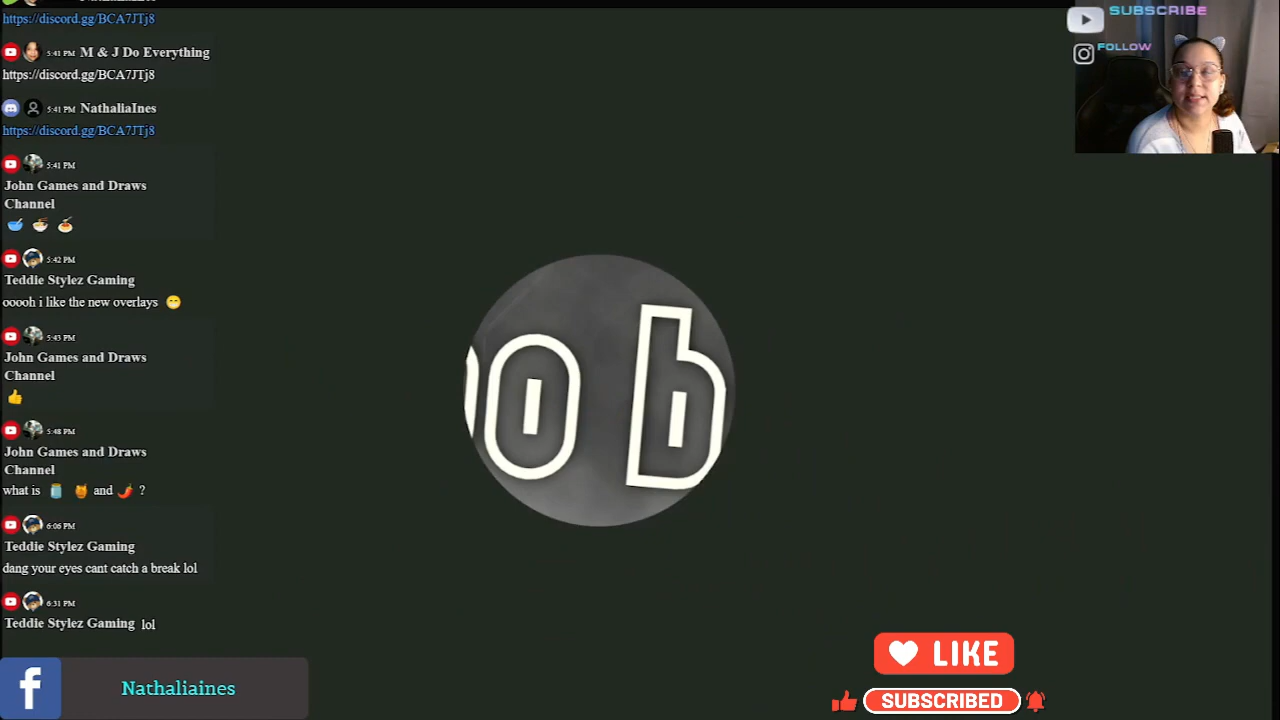 https://discord.gg/BCA7JTj8
5:41 PM M & J Do Everything
https://discord.gg/BCA7JTj8
5:41 PM NathaliaInes
https://discord.gg/BCA7JTj8
5:41 PM
John Games and Draws
Channel
5:42 PM
Teddie Stylez Gaming
ooooh i like the new overlays
5:43 PM
John Games and Draws
Channel
5:48 PM
John Games and Draws
Channel
what is and ?
6:06 PM
Teddie Stylez Gaming
dang your eyes cant catch a break lol
6:31 PM
Teddie Stylez Gaming lol
Nathaliaines
o b
SUBSCRIBE
FOLLOW
LIKE
SUBSCRIBED